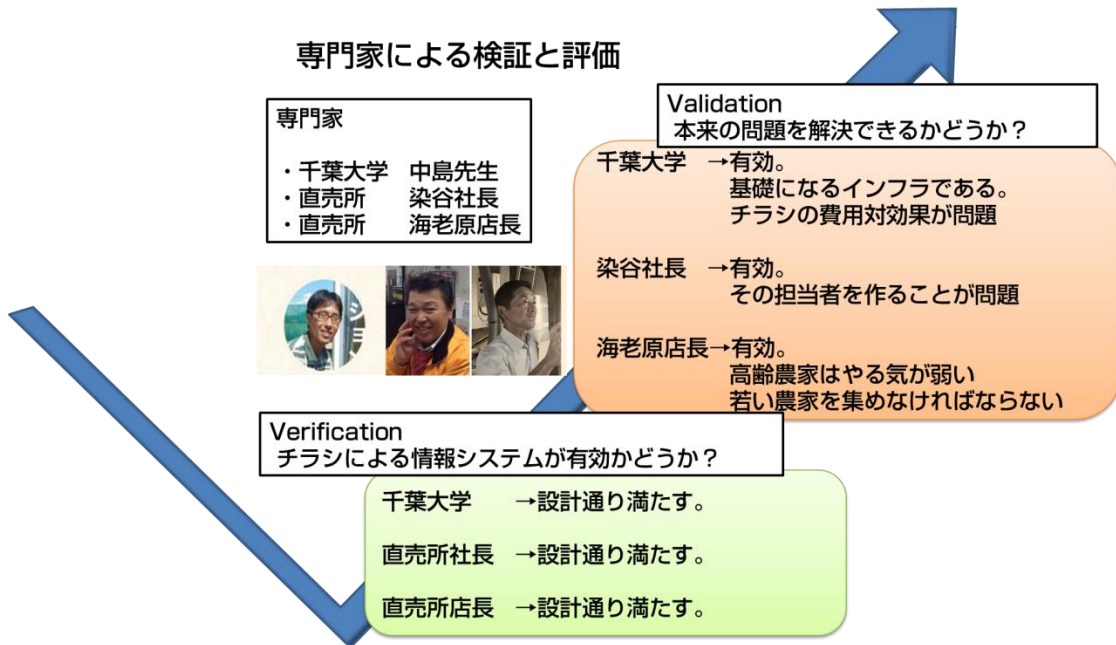 専門家による検証と評価
専門家
・千葉大学 中島先生
・直売所 染谷社長
・直売所 海老原店長
Validation
本来の問題を解決できるかどうか？
千葉大学 →有効。
基礎になるインフラである。
チラシの費用対効果が問題
染谷社長 →有効。
その担当者を作ることが問題
海老原店長→有効。
高齢農家はやる気が弱い
若い農家を集めなければならない
Verification
チラシによる情報システムが有効かどうか？
千葉大学 →設計通り満たす。
直売所社長 →設計通り満たす。
直売所店長 →設計通り満たす。